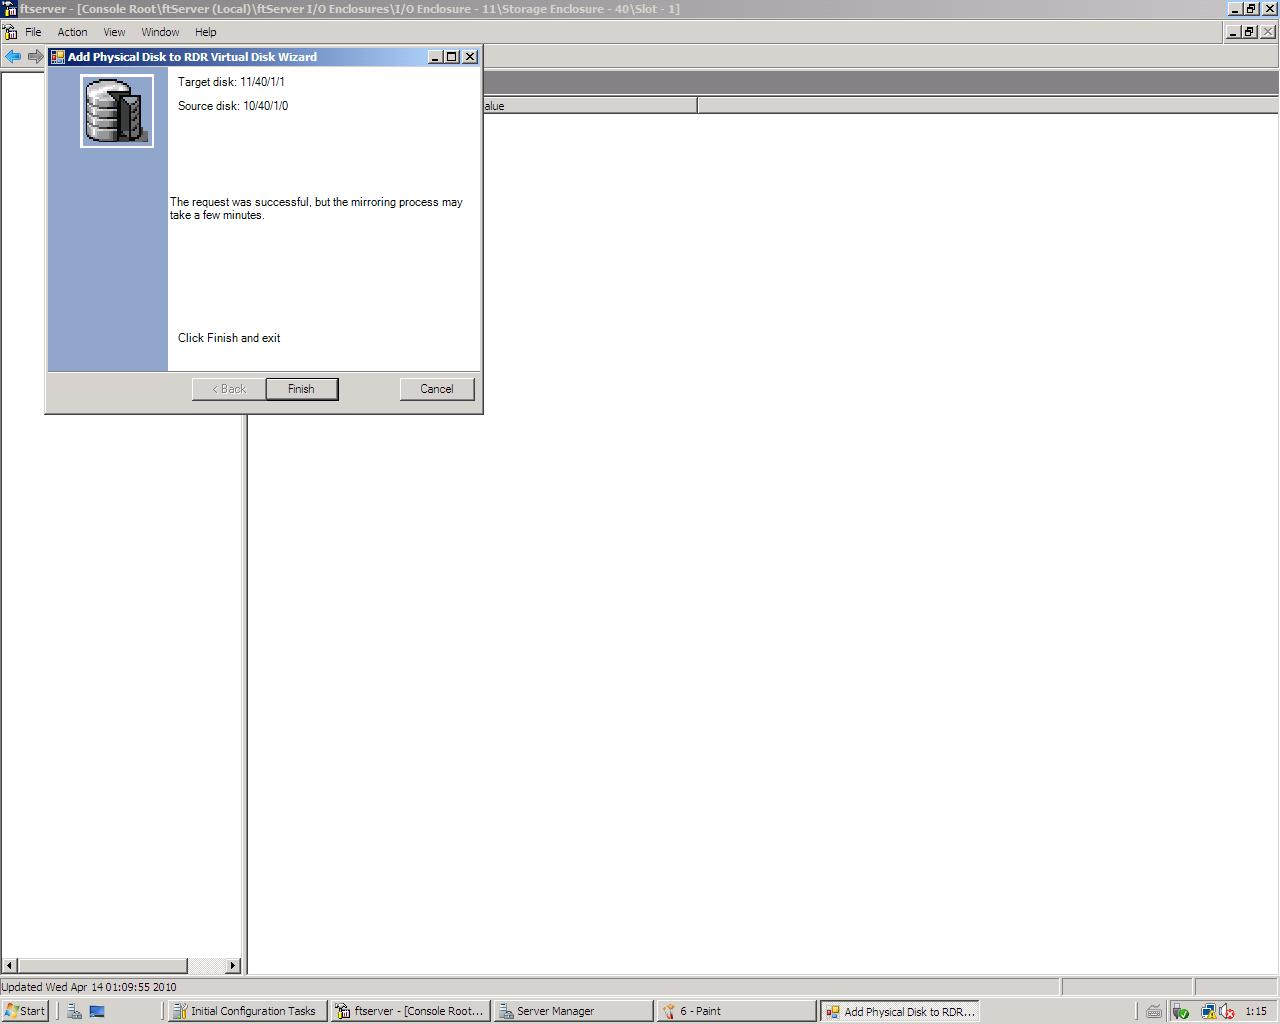 ftserver - [Console Root\ftServer (Local)\ftServer I/O Enclosures\I/O Enclosure - 11\Storage Enclosure - 40\Slot - 1]
File Action View Window Help
Add Physical Disk to RDR Virtual Disk Wizard
Target disk: 11/40/1/1
Source disk: 10/40/1/0
alue
The request was successful, but the mirroring process may
take a few minutes.
Click Finish and exit
< Back Finish Cancel
Updated Wed Apr 14 01:09:55 2010
Start Initial Configuration Tasks ftserver - [Console Root... Server Manager 6 - Paint Add Physical Disk to RDR... 1:15